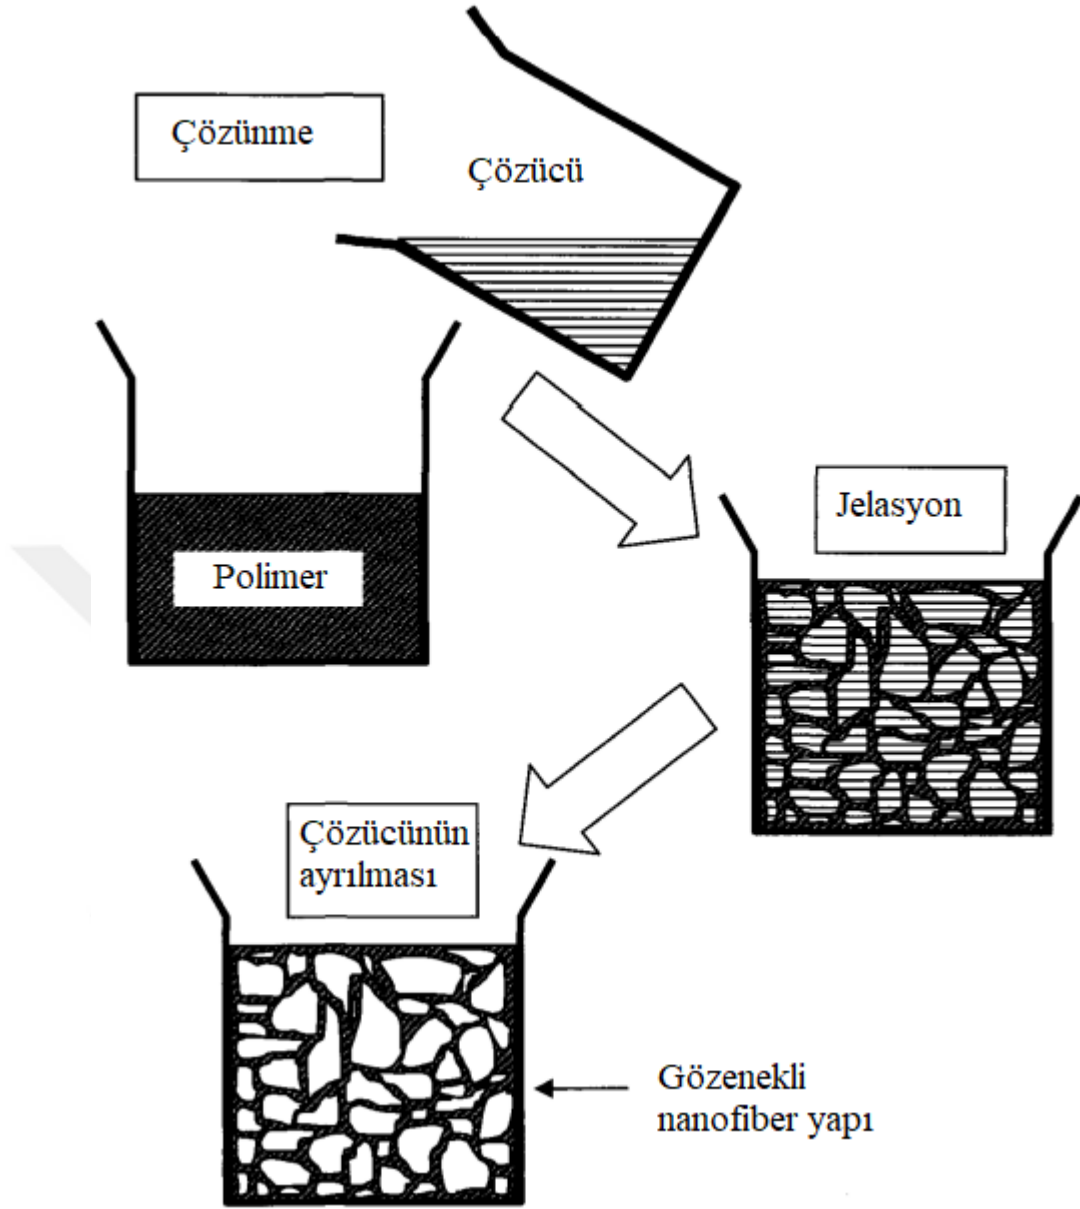 Çözünme
Çözücü
Polimer
Jelasyon
Çözücünün
ayrılması
Gözenekli
nanofiber yapı